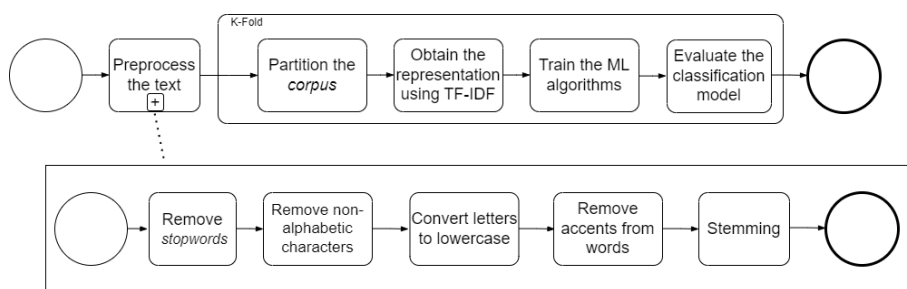 K-Fold
Preprocess
the text
+
Partition the
corpus
Obtain the
representation
using TF-IDF
Train the ML
algorithms
Evaluate the
classification
model
Remove
stopwords
Remove non-
alphabetic
characters
Convert letters
to lowercase
Remove
accents from
words
Stemming